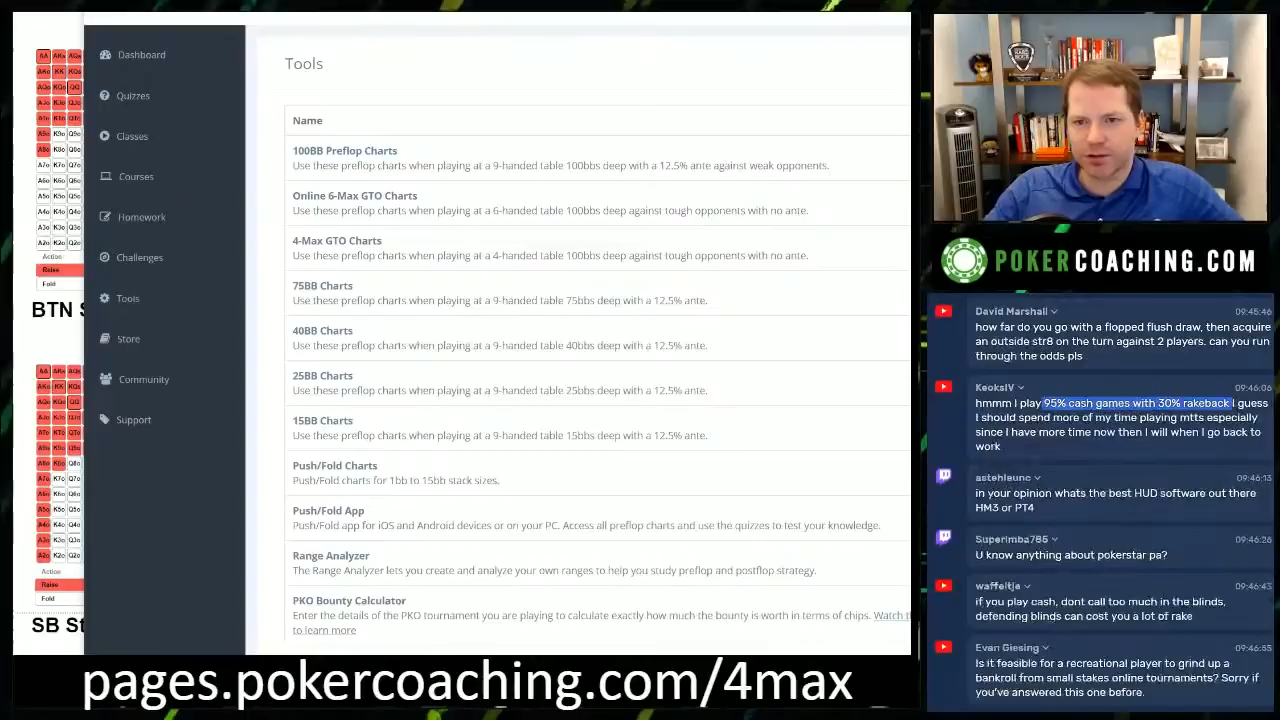 Dashboard
Quizzes
Classes
Courses
Homework
Challenges
Tools
Store
Community
Support
Tools
Name
100BB Preflop Charts
Use these preflop charts when playing at a 9-handed table 100bbs deep with a 12.5% ante against weak opponents.
Online 6-Max GTO Charts
Use these preflop charts when playing at a 6-handed table 100bbs deep against tough opponents with no ante.
4-Max GTO Charts
Use these preflop charts when playing at a 4-handed table 100bbs deep against tough opponents with no ante.
75BB Charts
Use these preflop charts when playing at a 9-handed table 75bbs deep with a 12.5% ante.
40BB Charts
Use these preflop charts when playing at a 9-handed table 40bbs deep with a 12.5% ante.
25BB Charts
Use these preflop charts when playing at a 9-handed table 25bbs deep with a 12.5% ante.
15BB Charts
Use these preflop charts when playing at a 9-handed table 15bbs deep with a 12.5% ante.
Push/Fold Charts
Push/Fold charts for 1bb to 15bb stack sizes.
Push/Fold App
Push/Fold app for iOS and Android devices or on your PC. Access all preflop charts and use the quizzes to test your knowledge.
Range Analyzer
The Range Analyzer lets you create and analyze your own ranges to help you study preflop and postflop strategy.
PKO Bounty Calculator
Enter the details of the PKO tournament you are playing to calculate exactly how much the bounty is worth in terms of chips. Watch
to learn more
Action
Raise
Fold
BTN
Action
Raise
Fold
SB St
pages.pokercoaching.com/4max
POKERCOACHING.COM
David Marshall 09:45:46
how far do you go with a flopped flush draw, then acquire
an outside str8 on the turn against 2 players. can you run
through the odds pls
KeoksIV 09:46:06
hmmm I play 95% cash games with 30% rakeback I guess
I should spend more of my time playing mtts especially
since I have more time now then I will when I go back to
work
astehleunc 09:46:13
in your opinion whats the best HUD software out there
HM3 or PT4
Superimba785 09:46:26
U know anything about pokerstar pa?
waffeltje 09:46:43
if you play cash, dont call too much in the blinds,
defending blinds can cost you a lot of rake
Evan Giesing 09:46:55
Is it feasible for a recreational player to grind up a
bankroll from small stakes online tournaments? Sorry if
you've answered this one before.